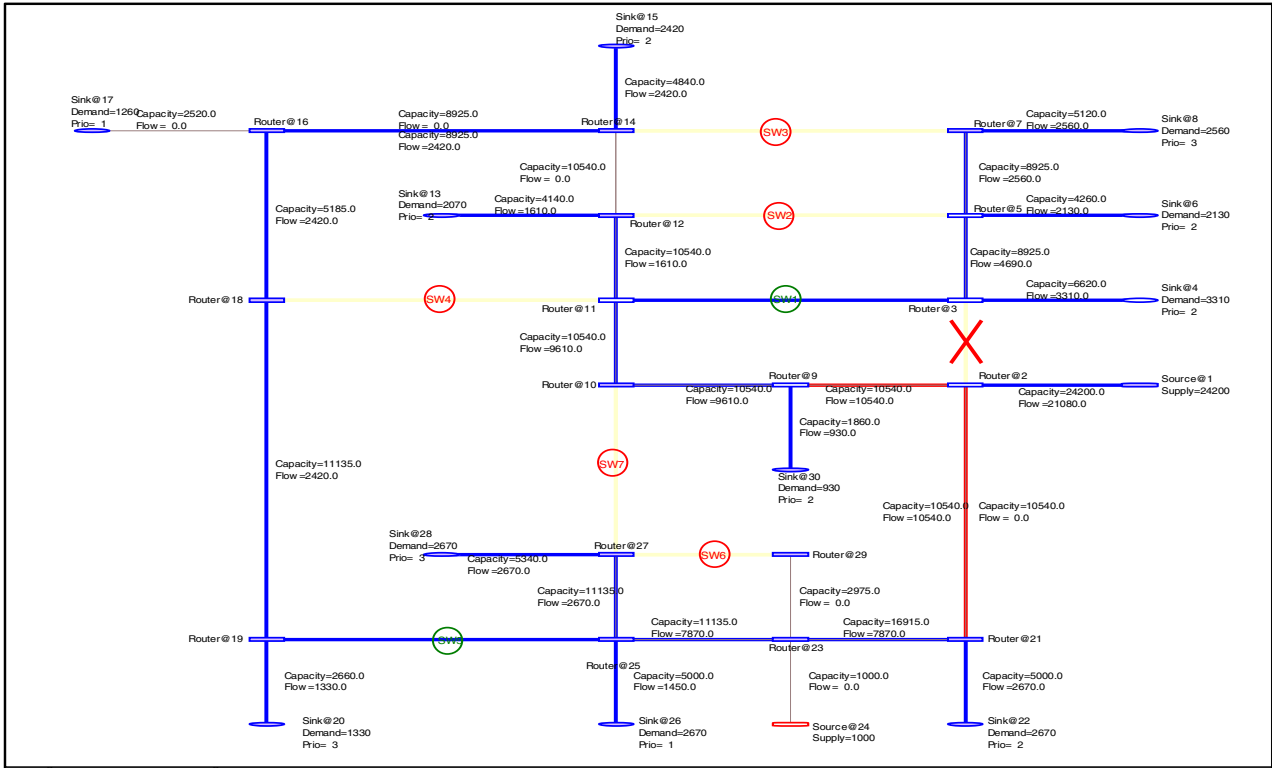 Sink@15
Demand=2420
Prio= 2
Capacity=4840.0
Flow =2420.0
Sink@17
Demand=1260
Prio= 1
Capacity=2520.0
Flow = 0.0
Router@16
Capacity=8925.0
Flow = 0.0
Capacity=8925.0
Flow =2420.0
Router@14
SW3
Router@7
Capacity=5120.0
Flow=2560.0
Sink@8
Demand=2560
Prio= 3
Capacity=10540.0
Flow = 0.0
Capacity=8925.0
Flow =2560.0
Capacity=5185.0
Flow =2420.0
Sink@13
Demand=2070
Prio= 2
Capacity=4140.0
Flow =1610.0
Router@12
SW2
Router@5
Capacity=4260.0
Flow=2130.0
Sink@6
Demand=2130
Prio= 2
Capacity=10540.0
Flow =1610.0
Capacity=8925.0
Flow =4690.0
Router@18
SW4
Router@11
SW1
Router@3
Capacity=6620.0
Flow=3310.0
Sink@4
Demand=3310
Prio= 2
Capacity=10540.0
Flow=9610.0
Router@10
Capacity=10540.0
Flow =9610.0
Router@9
Capacity=10540.0
Flow =10540.0
Router@2
Capacity=24200.0
Flow =21080.0
Source@1
Supply=24200
Capacity=1860.0
Flow =930.0
Capacity=11135.0
Flow =2420.0
SW7
Sink@30
Demand=930
Prio= 2
Capacity=10540.0
Flow =10540.0
Capacity=10540.0
Flow = 0.0
Sink@28
Demand=2670
Prio= 3
Capacity=5340.0
Flow =2670.0
Router@27
SW6
Router@29
Capacity=11135.0
Flow =2670.0
Capacity=2975.0
Flow = 0.0
Router@19
Router@25
Capacity=11135.0
Flow =7870.0
Router@23
Capacity=16915.0
Flow =7870.0
Router@21
Capacity=2660.0
Flow=1330.0
Capacity=5000.0
Flow =1450.0
Capacity=1000.0
Flow = 0.0
Capacity=5000.0
Flow =2670.0
Sink@20
Demand=1330
Prio= 3
Sink@26
Demand=2670
Prio= 1
Source@24
Supply=1000
Sink@22
Demand=2670
Prio= 2